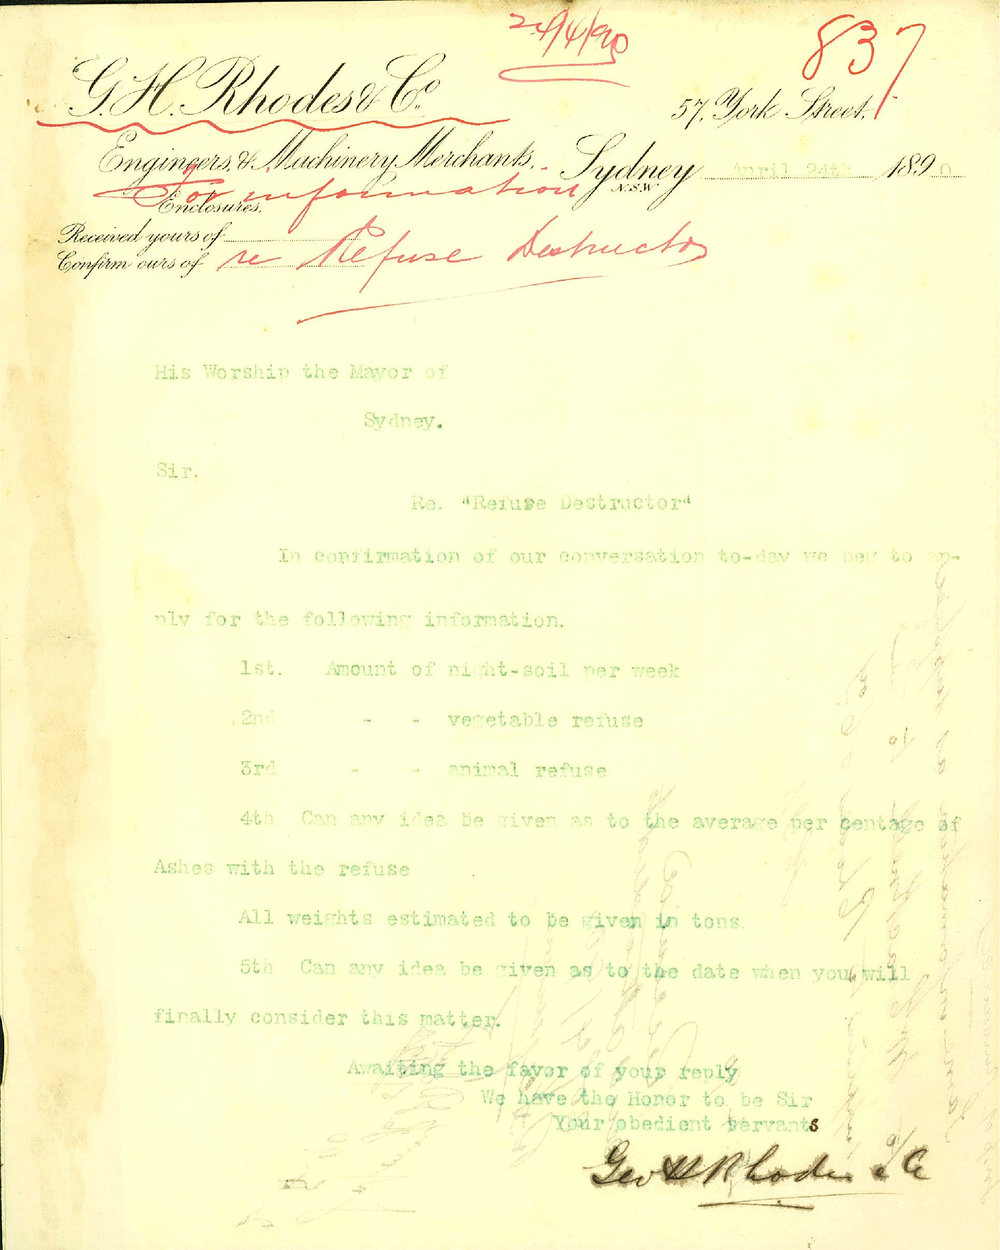 24/4/90
837
G. H. Rhodes & Co.
57, York Street,
Engineers, & Machinery Merchants,
Sydney April 24th 1890
N.S.W.
For information
Enclosures.
Received yours of
Confirm ours of
re Refuse Destructor
His Worship the Mayor of
Sydney.
Sir,
Re. "Refuse Destructor"
In confirmation of our conversation to-day we beg to ap-
ply for the following information.
1st. Amount of night-soil per week
2nd - - vegetable refuse
3rd - - animal refuse
4th Can any idea be given as to the average per centage of
Ashes with the refuse
All weights estimated to be given in tons
5th Can any idea be given as to the date when you will
finally consider this matter.
Awaiting the favor of your reply
We have the Honor to be Sir
Your obedient servants
Geo H Rhodes & Co